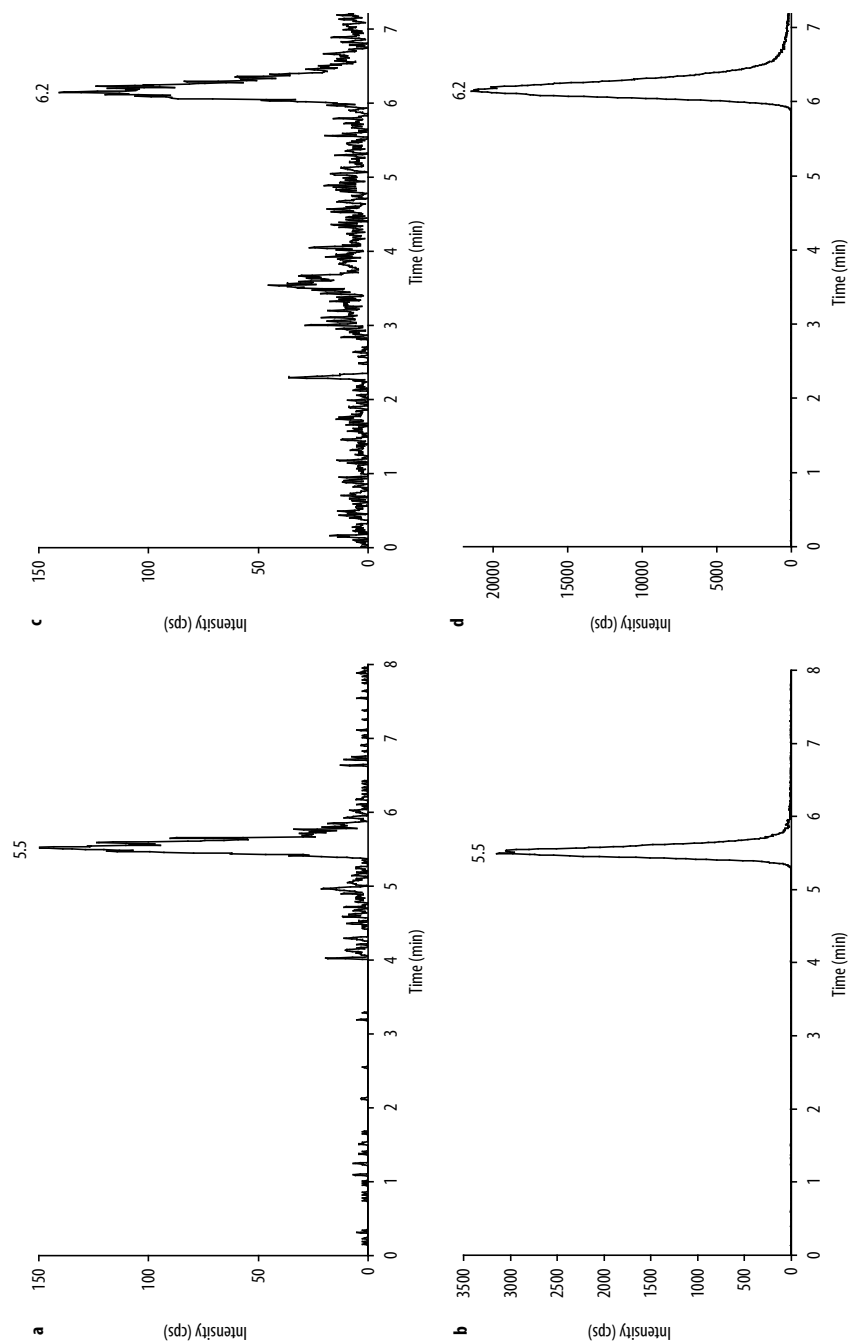 a
Intensity (cps)
150
100
50
0
5.5
0 1 2 3 4 5 6 7 8
Time (min)
b
Intensity (cps)
3500
3000
2500
2000
1500
1000
500
0
5.5
0 1 2 3 4 5 6 7 8
Time (min)
c
Intensity (cps)
150
100
50
0
6.2
0 1 2 3 4 5 6 7
Time (min)
d
Intensity (cps)
20000
15000
10000
5000
0
6.2
0 1 2 3 4 5 6 7
Time (min)